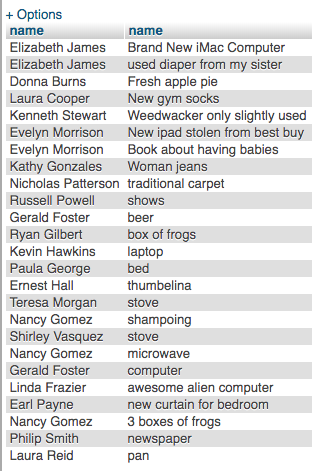 + Options
name name
Elizabeth James Brand New iMac Computer
Elizabeth James used diaper from my sister
Donna Burns Fresh apple pie
Laura Cooper New gym socks
Kenneth Stewart Weedwacker only slightly used
Evelyn Morrison New ipad stolen from best buy
Evelyn Morrison Book about having babies
Kathy Gonzales Woman jeans
Nicholas Patterson traditional carpet
Russell Powell shows
Gerald Foster beer
Ryan Gilbert box of frogs
Kevin Hawkins laptop
Paula George bed
Ernest Hall thumbelina
Teresa Morgan stove
Nancy Gomez shampoing
Shirley Vasquez stove
Nancy Gomez microwave
Gerald Foster computer
Linda Frazier awesome alien computer
Earl Payne new curtain for bedroom
Nancy Gomez 3 boxes of frogs
Philip Smith newspaper
Laura Reid pan